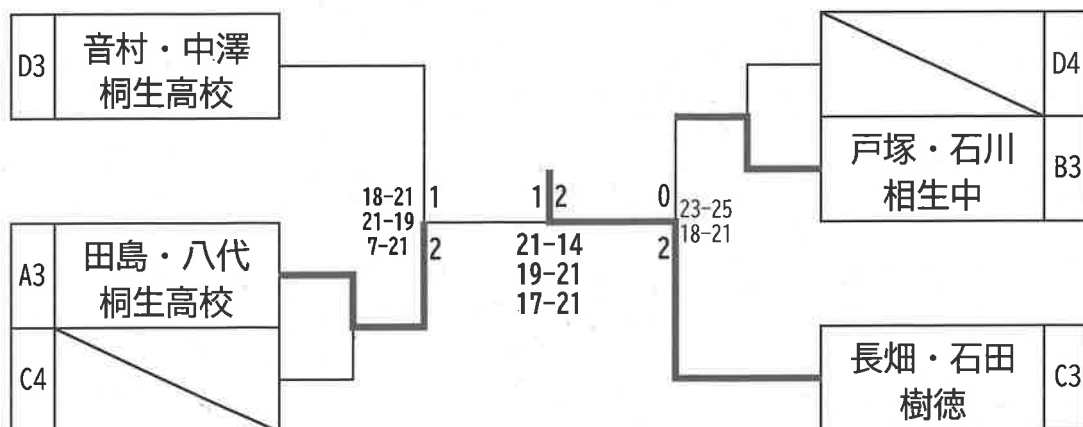 D3
音村・中澤
桐生高校
A3
田島・八代
桐生高校
C4
18-21
21-19
7-21
1
2
1
2
21-14
19-21
17-21
0
2
23-25
18-21
D4
戸塚・石川
相生中
B3
長畑・石田
樹徳
C3